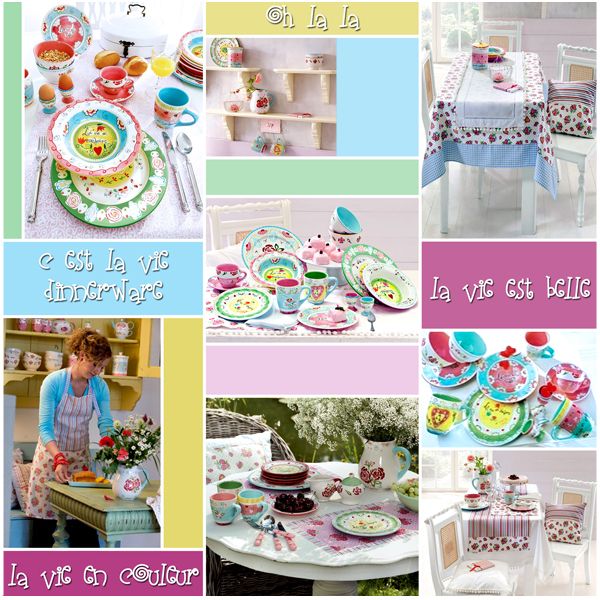 Oh la la
c est la vie
dinnerware
la vie est belle
la vie en couleur